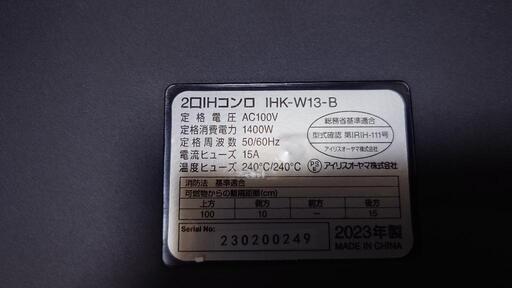 2口IHコンロ IHK-W13-B
定格電圧 AC100V
定格消費電力 1400W
定格周波数 50/60Hz
電流ヒューズ 15A
温度ヒューズ 240℃/240℃
総務省基準適合
型式確認 第IRIH-111号
アイリスオーヤマ株式会社
PSE アイリスオーヤマ株式会社
消防法 基準適合
可燃物からの離隔距離(cm)
上方 側方 前方 後方
100 10 — 15
Serial No: 230200249
2023年製
MADE IN CHINA